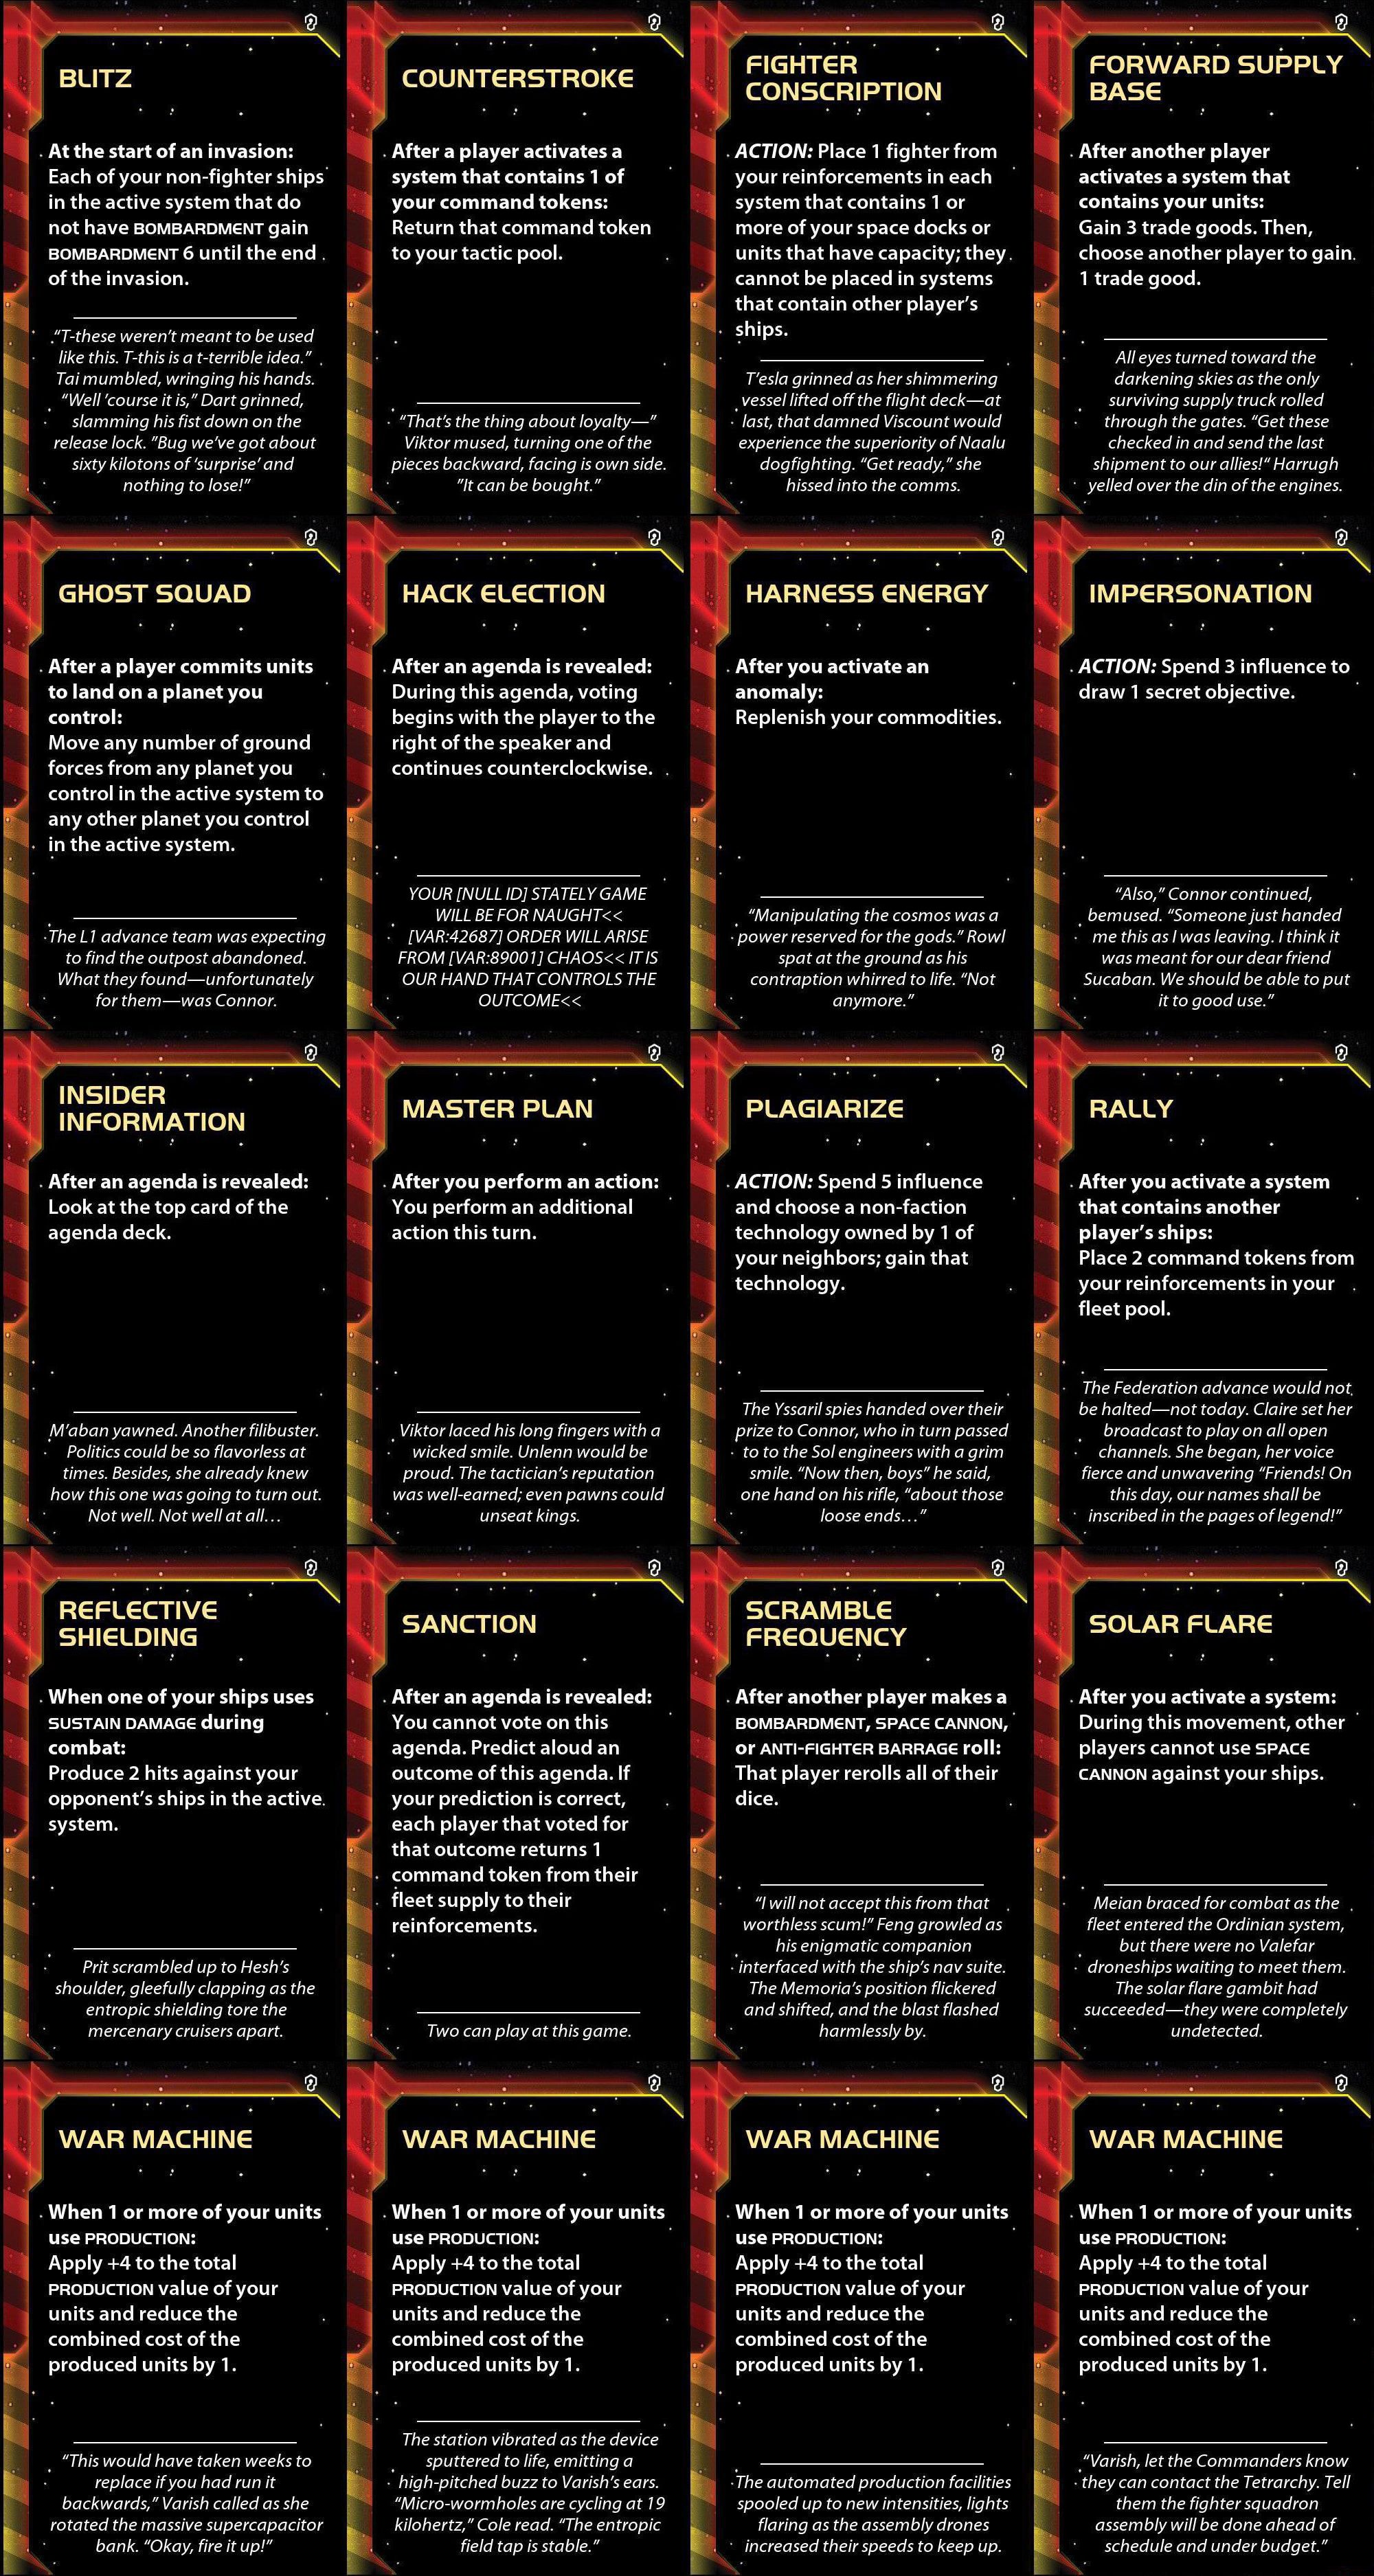 BLITZ
At the start of an invasion:
Each of your non-fighter ships
in the active system that do
not have BOMBARDMENT gain
BOMBARDMENT 6 until the end
of the invasion.
“T-these weren’t meant to be used
like this. T-this is a t-terrible idea.”
Tai mumbled, wringing his hands.
“Well ’course it is,” Dart grinned,
slamming his fist down on the
release lock. ”Bug we’ve got about
sixty kilotons of ‘surprise’ and
nothing to lose!”
COUNTERSTROKE
After a player activates a
system that contains 1 of
your command tokens:
Return that command token
to your tactic pool.
“That’s the thing about loyalty—”
Viktor mused, turning one of the
pieces backward, facing is own side.
”It can be bought.”
FIGHTER
CONSCRIPTION
ACTION: Place 1 fighter from
your reinforcements in each
system that contains 1 or
more of your space docks or
units that have capacity; they
cannot be placed in systems
that contain other player’s
ships.
T’esla grinned as her shimmering
vessel lifted off the flight deck—at
last, that damned Viscount would
experience the superiority of Naalu
dogfighting. “Get ready,” she
hissed into the comms.
FORWARD SUPPLY
BASE
After another player
activates a system that
contains your units:
Gain 3 trade goods. Then,
choose another player to gain
1 trade good.
All eyes turned toward the
darkening skies as the only
surviving supply truck rolled
through the gates. “Get these
checked in and send the last
shipment to our allies!“ Harrugh
yelled over the din of the engines.
GHOST SQUAD
After a player commits units
to land on a planet you
control:
Move any number of ground
forces from any planet you
control in the active system to
any other planet you control
in the active system.
The L1 advance team was expecting
to find the outpost abandoned.
What they found—unfortunately
for them—was Connor.
HACK ELECTION
After an agenda is revealed:
During this agenda, voting
begins with the player to the
right of the speaker and
continues counterclockwise.
YOUR [NULL ID] STATELY GAME
WILL BE FOR NAUGHT<<
[VAR:42687] ORDER WILL ARISE
FROM [VAR:89001] CHAOS<< IT IS
OUR HAND THAT CONTROLS THE
OUTCOME<<
HARNESS ENERGY
After you activate an
anomaly:
Replenish your commodities.
“Manipulating the cosmos was a
power reserved for the gods.” Rowl
spat at the ground as his
contraption whirred to life. “Not
anymore.”
IMPERSONATION
ACTION: Spend 3 influence to
draw 1 secret objective.
“Also,” Connor continued,
bemused. “Someone just handed
me this as I was leaving. I think it
was meant for our dear friend
Sucaban. We should be able to put
it to good use.”
INSIDER
INFORMATION
After an agenda is revealed:
Look at the top card of the
agenda deck.
M’aban yawned. Another filibuster.
Politics could be so flavorless at
times. Besides, she already knew
how this one was going to turn out.
Not well. Not well at all…
MASTER PLAN
After you perform an action:
You perform an additional
action this turn.
Viktor laced his long fingers with a
wicked smile. Unlenn would be
proud. The tactician’s reputation
was well-earned; even pawns could
unseat kings.
PLAGIARIZE
ACTION: Spend 5 influence
and choose a non-faction
technology owned by 1 of
your neighbors; gain that
technology.
The Yssaril spies handed over their
prize to Connor, who in turn passed
to to the Sol engineers with a grim
smile. “Now then, boys” he said,
one hand on his rifle, “about those
loose ends…”
RALLY
After you activate a system
that contains another
player’s ships:
Place 2 command tokens from
your reinforcements in your
fleet pool.
The Federation advance would not
be halted—not today. Claire set her
broadcast to play on all open
channels. She began, her voice
fierce and unwavering “Friends! On
this day, our names shall be
inscribed in the pages of legend!”
REFLECTIVE
SHIELDING
When one of your ships uses
SUSTAIN DAMAGE during
combat:
Produce 2 hits against your
opponent’s ships in the active
system.
Prit scrambled up to Hesh’s
shoulder, gleefully clapping as the
entropic shielding tore the
mercenary cruisers apart.
SANCTION
After an agenda is revealed:
You cannot vote on this
agenda. Predict aloud an
outcome of this agenda. If
your prediction is correct,
each player that voted for
that outcome returns 1
command token from their
fleet supply to their
reinforcements.
Two can play at this game.
SCRAMBLE
FREQUENCY
After another player makes a
BOMBARDMENT, SPACE CANNON,
or ANTI-FIGHTER BARRAGE roll:
That player rerolls all of their
dice.
“I will not accept this from that
worthless scum!” Feng growled as
his enigmatic companion
interfaced with the ship’s nav suite.
The Memoria’s position flickered
and shifted, and the blast flashed
harmlessly by.
SOLAR FLARE
After you activate a system:
During this movement, other
players cannot use SPACE
CANNON against your ships.
Meian braced for combat as the
fleet entered the Ordinian system,
but there were no Valefar
droneships waiting to meet them.
The solar flare gambit had
succeeded—they were completely
undetected.
WAR MACHINE
When 1 or more of your units
use PRODUCTION:
Apply +4 to the total
PRODUCTION value of your
units and reduce the
combined cost of the
produced units by 1.
“This would have taken weeks to
replace if you had run it
backwards,” Varish called as she
rotated the massive supercapacitor
bank. “Okay, fire it up!”
WAR MACHINE
When 1 or more of your units
use PRODUCTION:
Apply +4 to the total
PRODUCTION value of your
units and reduce the
combined cost of the
produced units by 1.
The station vibrated as the device
sputtered to life, emitting a
high-pitched buzz to Varish’s ears.
“Micro-wormholes are cycling at 19
kilohertz,” Cole read. “The entropic
field tap is stable.”
WAR MACHINE
When 1 or more of your units
use PRODUCTION:
Apply +4 to the total
PRODUCTION value of your
units and reduce the
combined cost of the
produced units by 1.
The automated production facilities
spooled up to new intensities, lights
flaring as the assembly drones
increased their speeds to keep up.
WAR MACHINE
When 1 or more of your units
use PRODUCTION:
Apply +4 to the total
PRODUCTION value of your
units and reduce the
combined cost of the
produced units by 1.
“Varish, let the Commanders know
they can contact the Tetrarchy. Tell
them the fighter squadron
assembly will be done ahead of
schedule and under budget.”